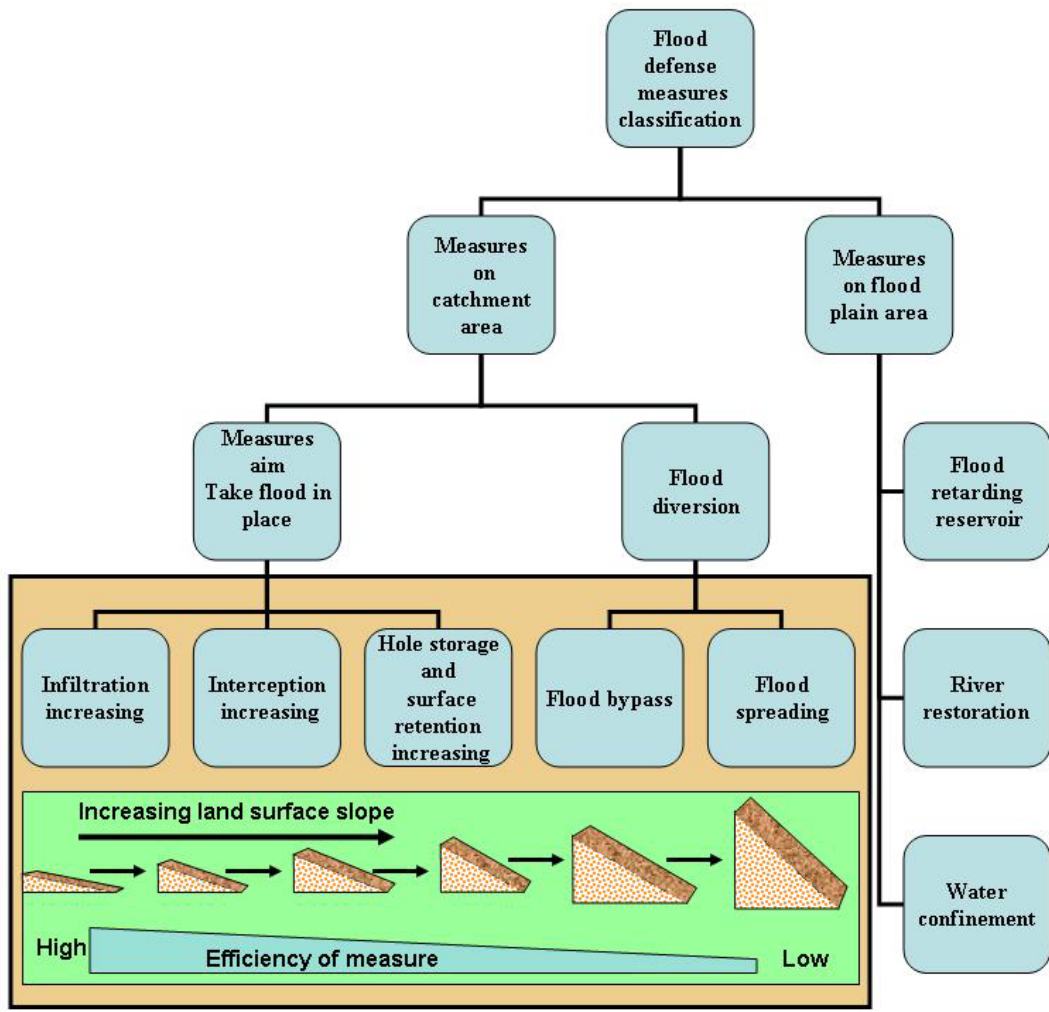 Flood
defense
measures
classification
Measures
on
catchment
area
Measures
on flood
plain area
Measures
aim
Take flood in
place
Flood
diversion
Flood
retarding
reservoir
Infiltration
increasing
Interception
increasing
Hole storage
and
surface
retention
increasing
Flood bypass
Flood
spreading
River
restoration
Increasing land surface slope
High
Efficiency of measure
Low
Water
confinement